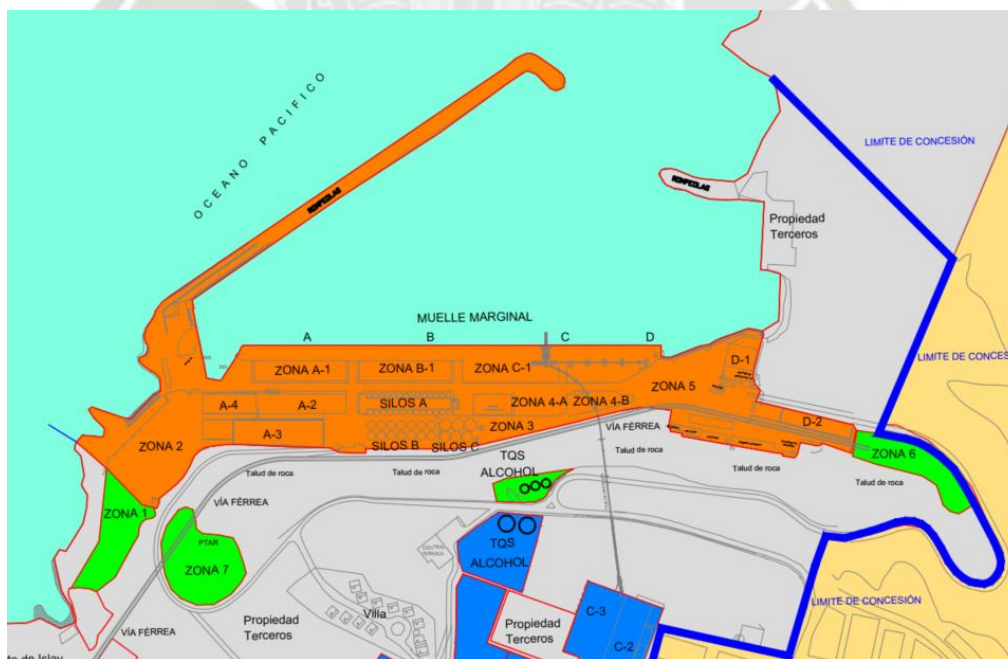 OCEANO PACIFICO
LIMITE DE CONCESIÓN
ROMPEOLAS
ROMPEOLAS
Propiedad
Terceros
MUELLE MARGINAL
A
B
C
D
LIMITE DE CONCES
ZONA A-1
ZONA B-1
ZONA C-1
D-1
ZONA 5
A-4
A-2
SILOS A
ZONA 4-A
ZONA 4-B
D-2
A-3
ZONA 3
VÍA FÉRREA
ZONA 2
SILOS B
SILOS C
TQS
ALCOHOL
Talud de roca
Talud de roca
Talud de roca
Talud de roca
ZONA 6
Talud de roca
VÍA FÉRREA
ZONA 1
PTAR
ZONA 7
TQS
ALCOHOL
LIMITE DE CONCESIÓN
Villa
Propiedad
Terceros
Propiedad
Terceros
C-3
C-2
VÍA FÉRREA
to de Islay